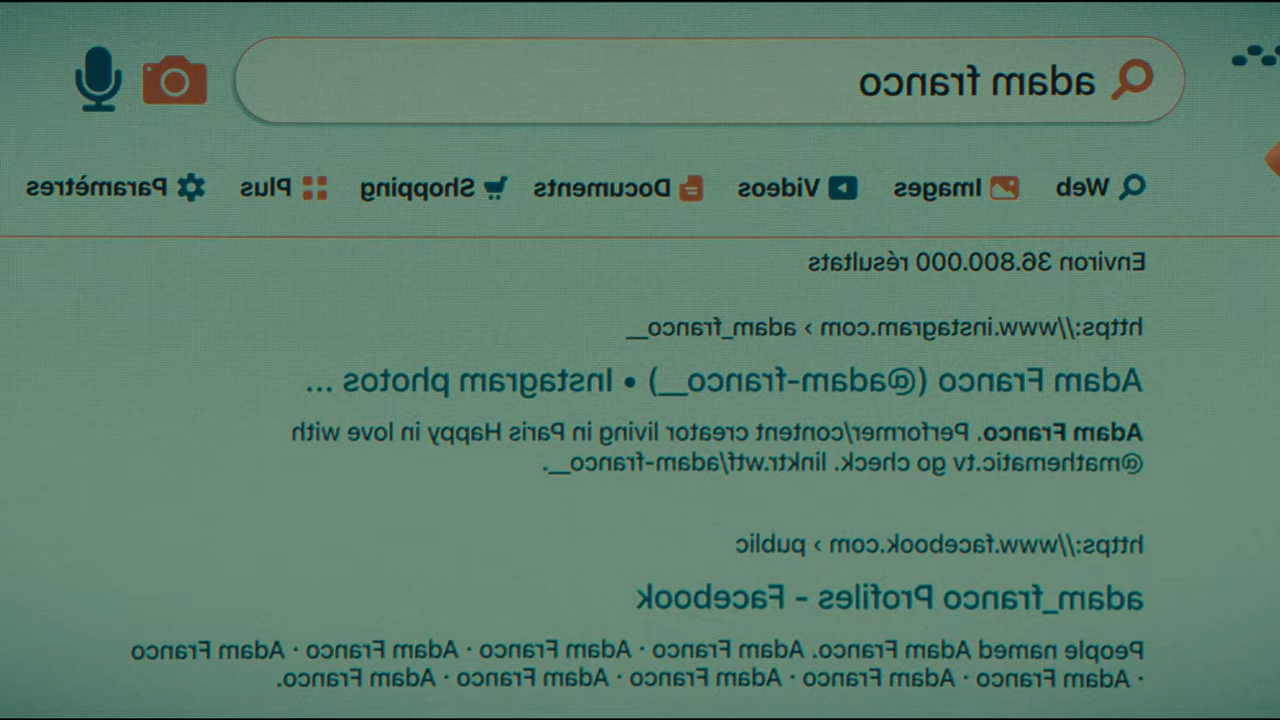 adam franco
Web Images Videos Documents Shopping Plus Paramètres
Environ 36.800.000 résultats
https://www.instagram.com › adam_franco__
Adam Franco (@adam-franco__) • Instagram photos ...
Adam Franco. Performer/content creator living in Paris Happy in love with
@mathematic.tv go check. linktr.wtf/adam-franco__.
https://www.facebook.com › public
adam_franco Profiles - Facebook
People named Adam Franco. Adam Franco · Adam Franco · Adam Franco · Adam Franco
· Adam Franco · Adam Franco · Adam Franco · Adam Franco · Adam Franco.